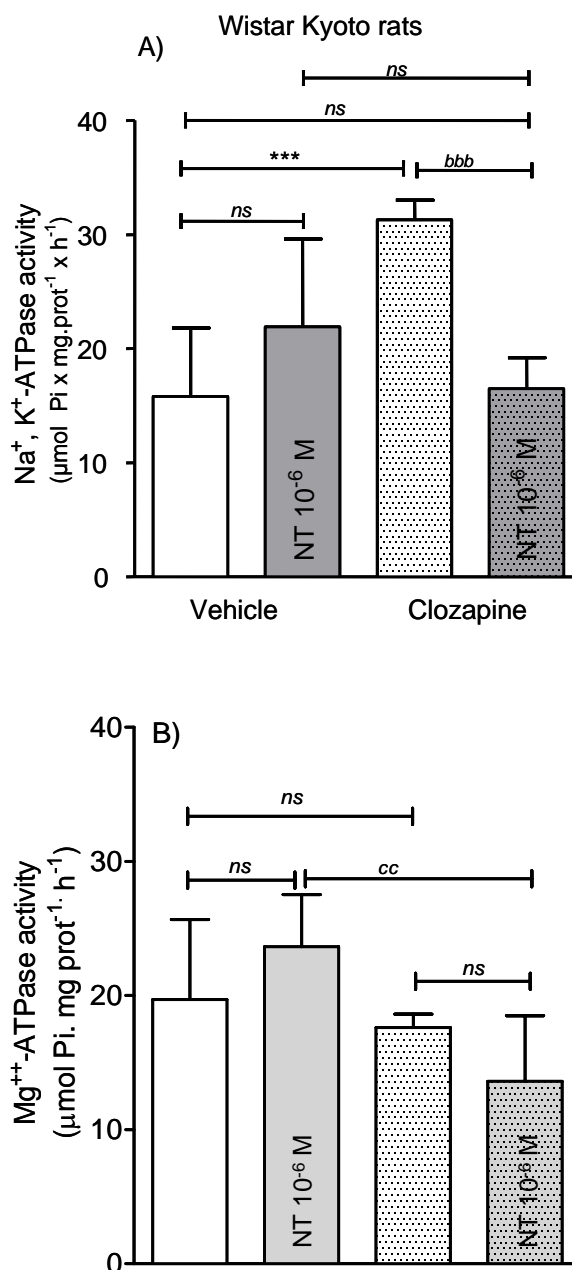 Wistar Kyoto rats
A)
ns
ns
***
bbb
ns
40
30
20
10
0
Na⁺, K⁺-ATPase activity
(µmol Pi x mg.prot⁻¹ x h⁻¹)
NT 10⁻⁶ M
NT 10⁻⁶ M
Vehicle
Clozapine
B)
ns
ns
cc
ns
40
30
20
10
0
Mg⁺⁺-ATPase activity
(µmol Pi. mg prot⁻¹· h⁻¹)
NT 10⁻⁶ M
NT 10⁻⁶ M